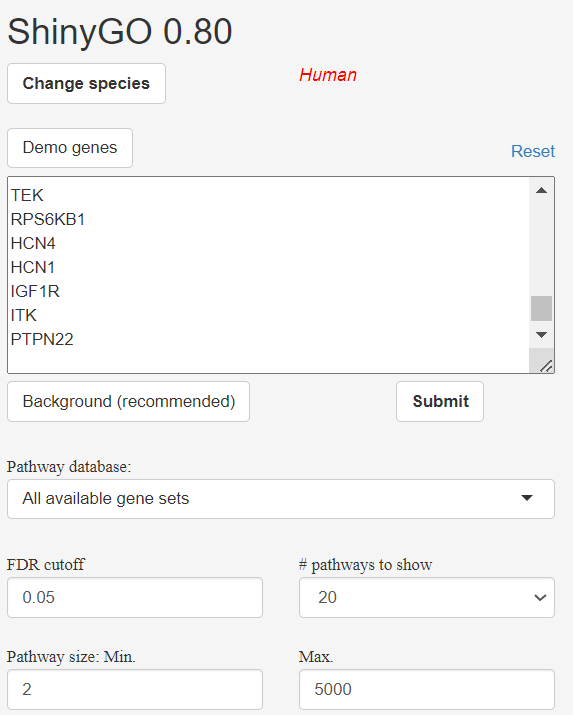 ShinyGO 0.80
Change species
Human
Demo genes
Reset
TEK
RPS6KB1
HCN4
HCN1
IGF1R
ITK
PTPN22
Background (recommended)
Submit
Pathway database:
All available gene sets
FDR cutoff
# pathways to show
0.05
20
Pathway size: Min.
Max.
2
5000